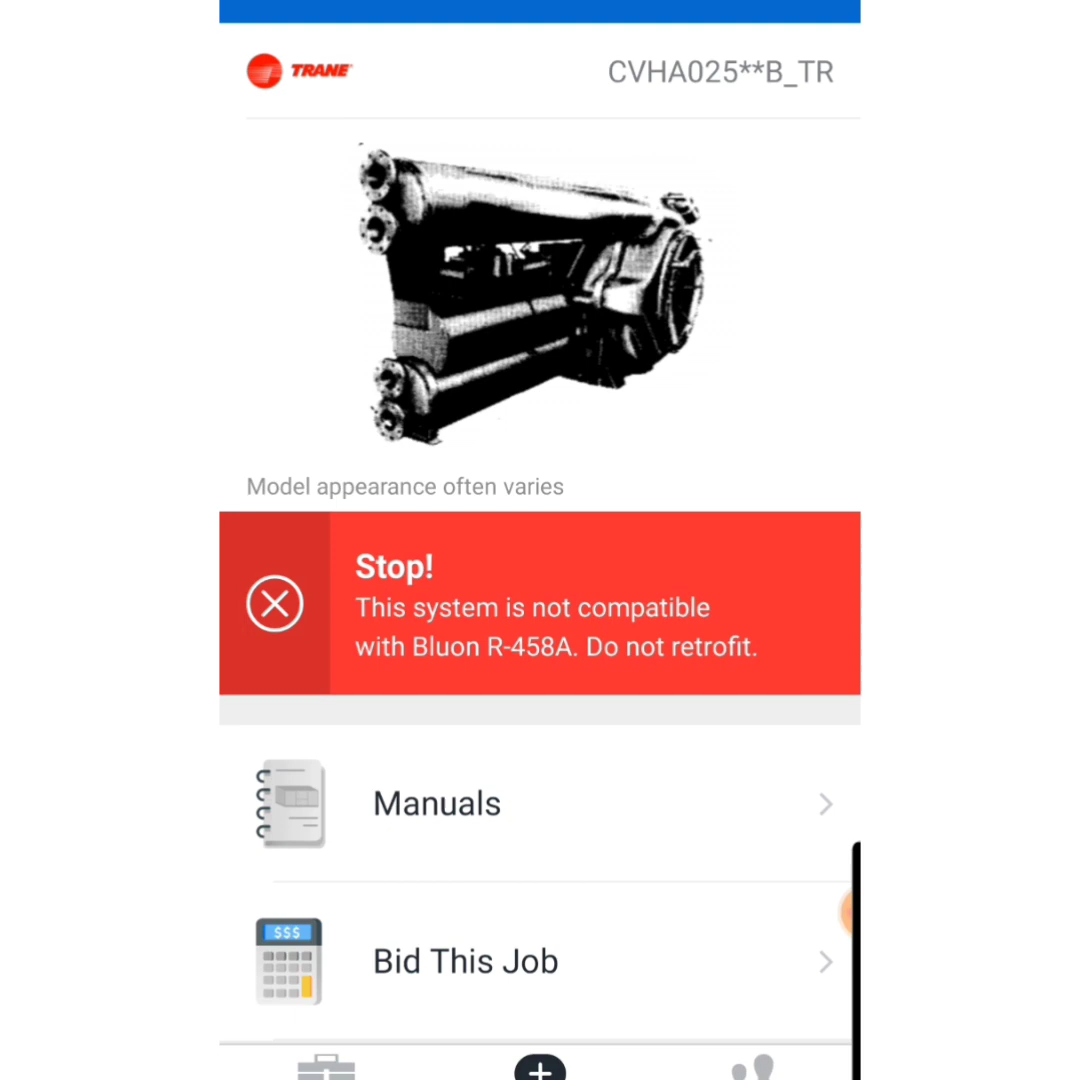 TRANE
CVHA025**B_TR
Model appearance often varies
Stop!
This system is not compatible
with Bluon R-458A. Do not retrofit.
Manuals
$$$
Bid This Job